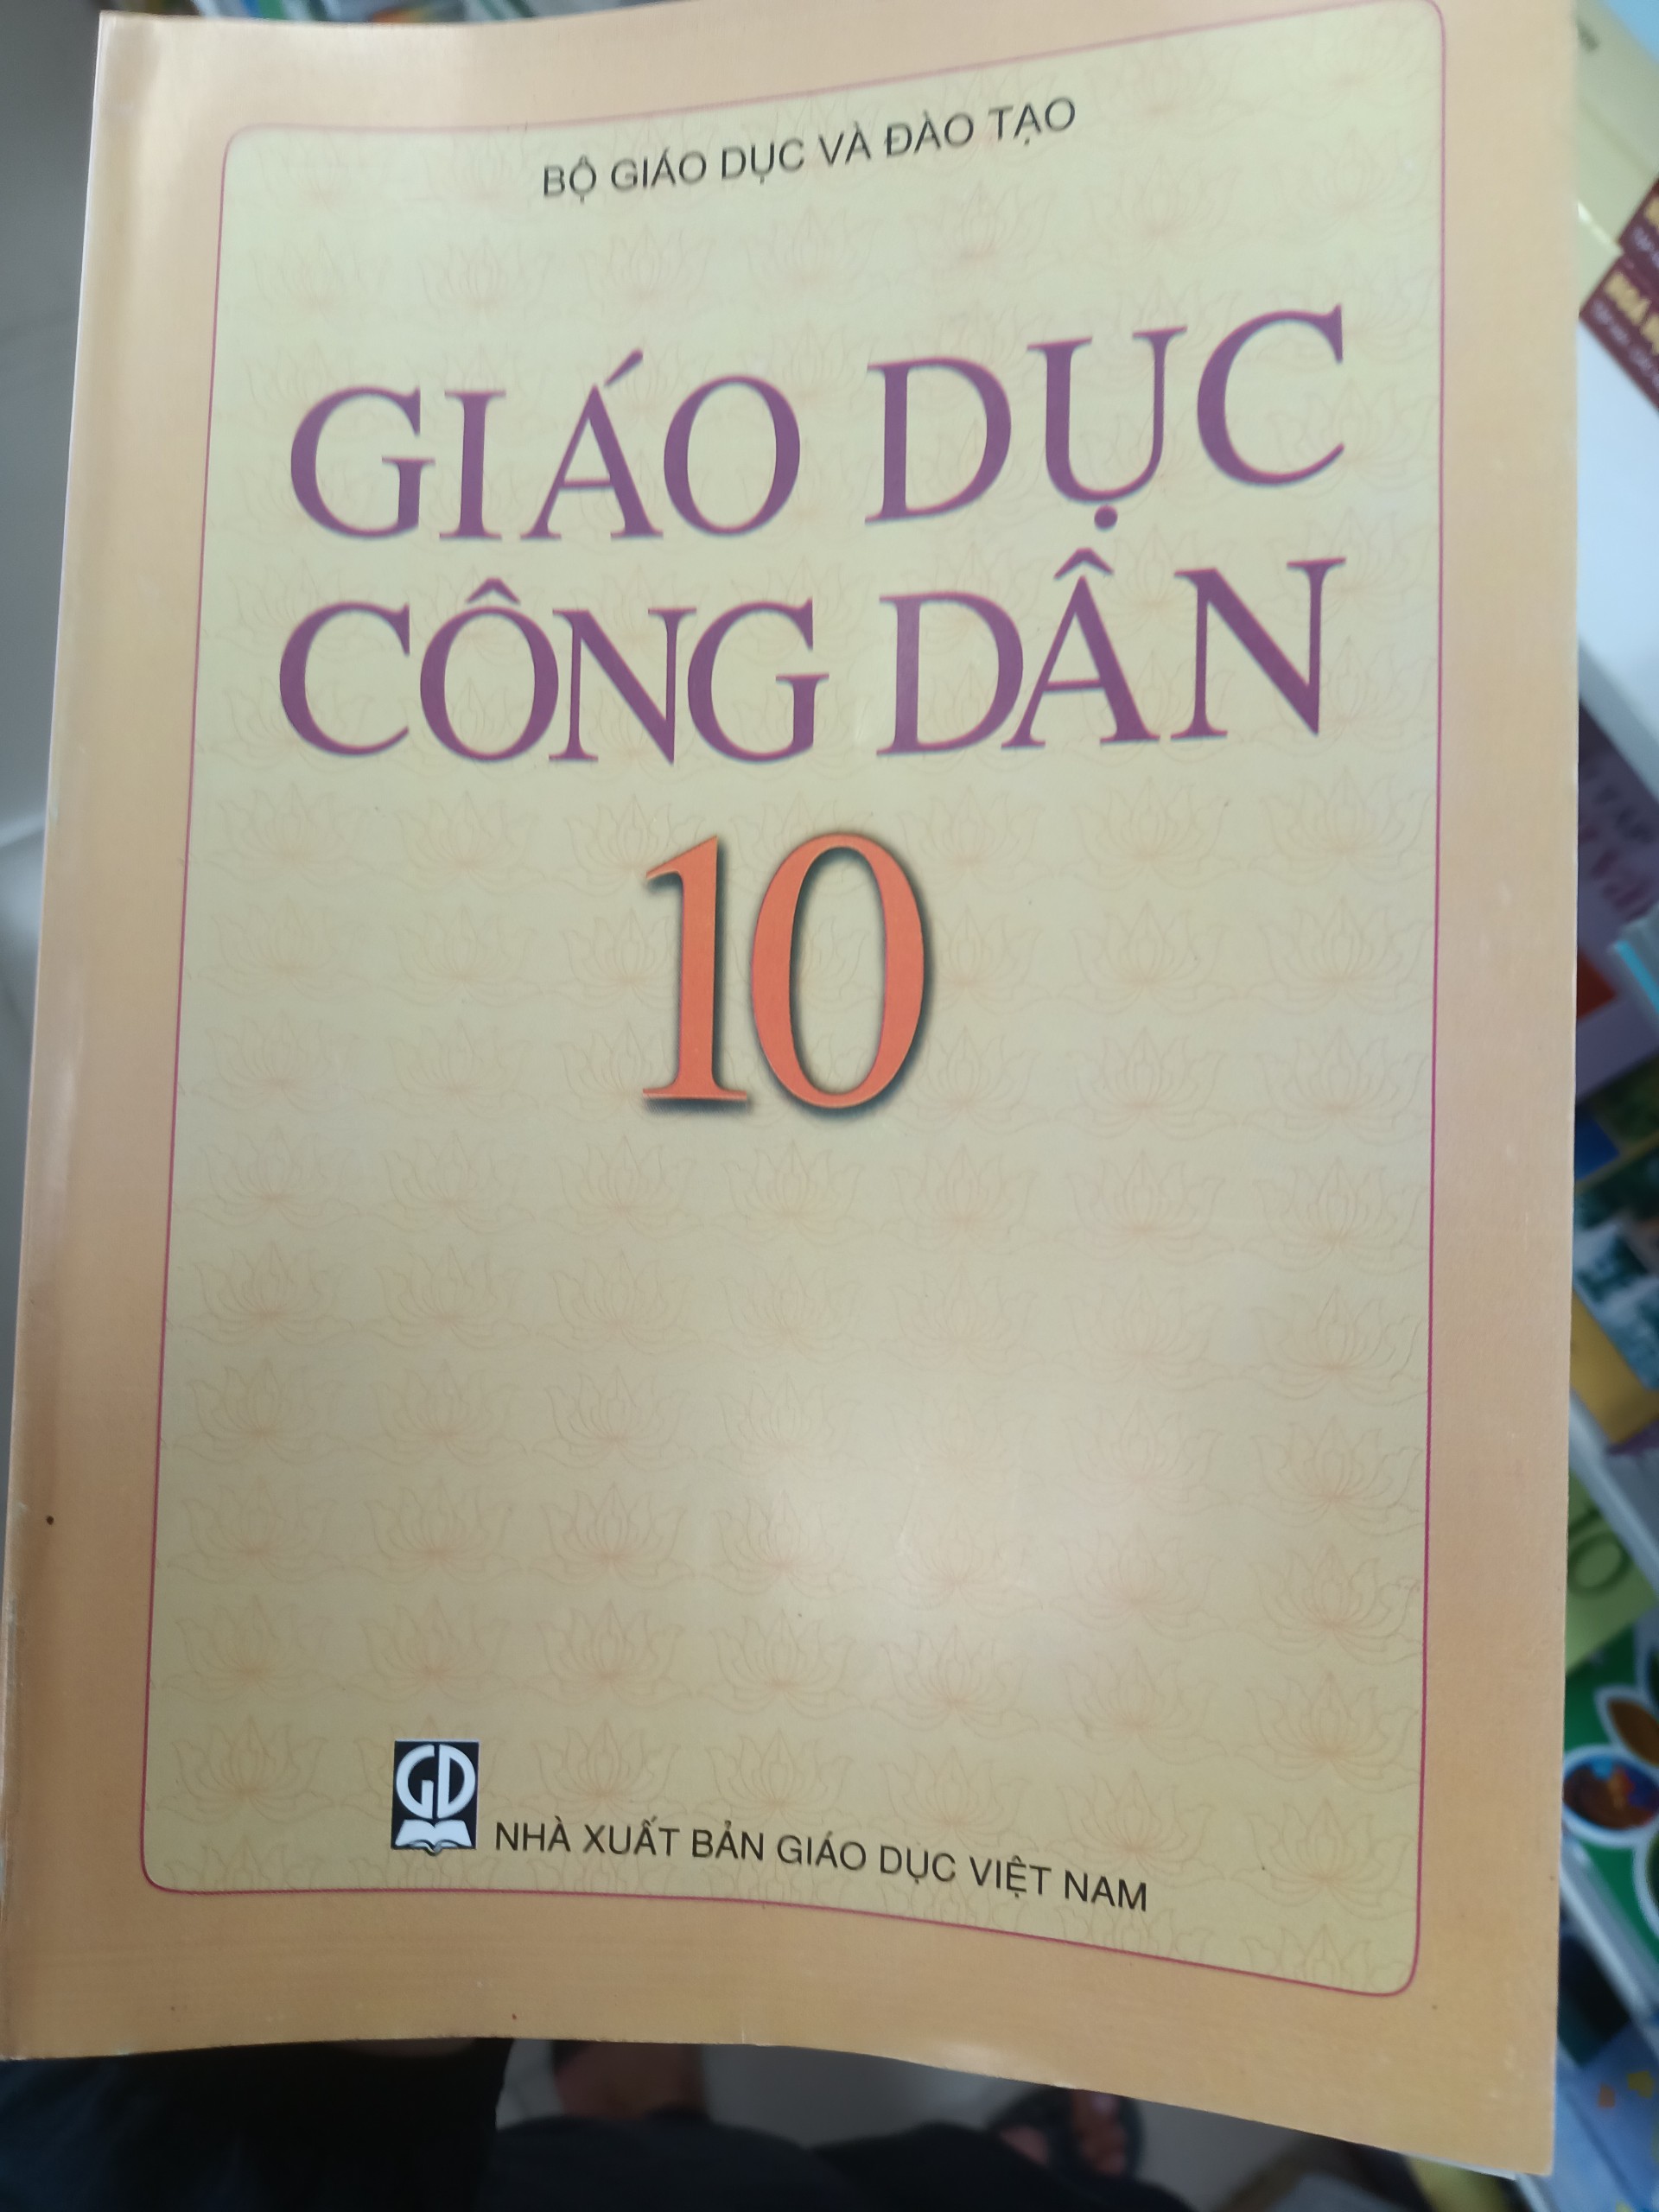 BỘ GIÁO DỤC VÀ ĐÀO TẠO
GIÁO DỤC
CÔNG DÂN
10
GD
NHÀ XUẤT BẢN GIÁO DỤC VIỆT NAM